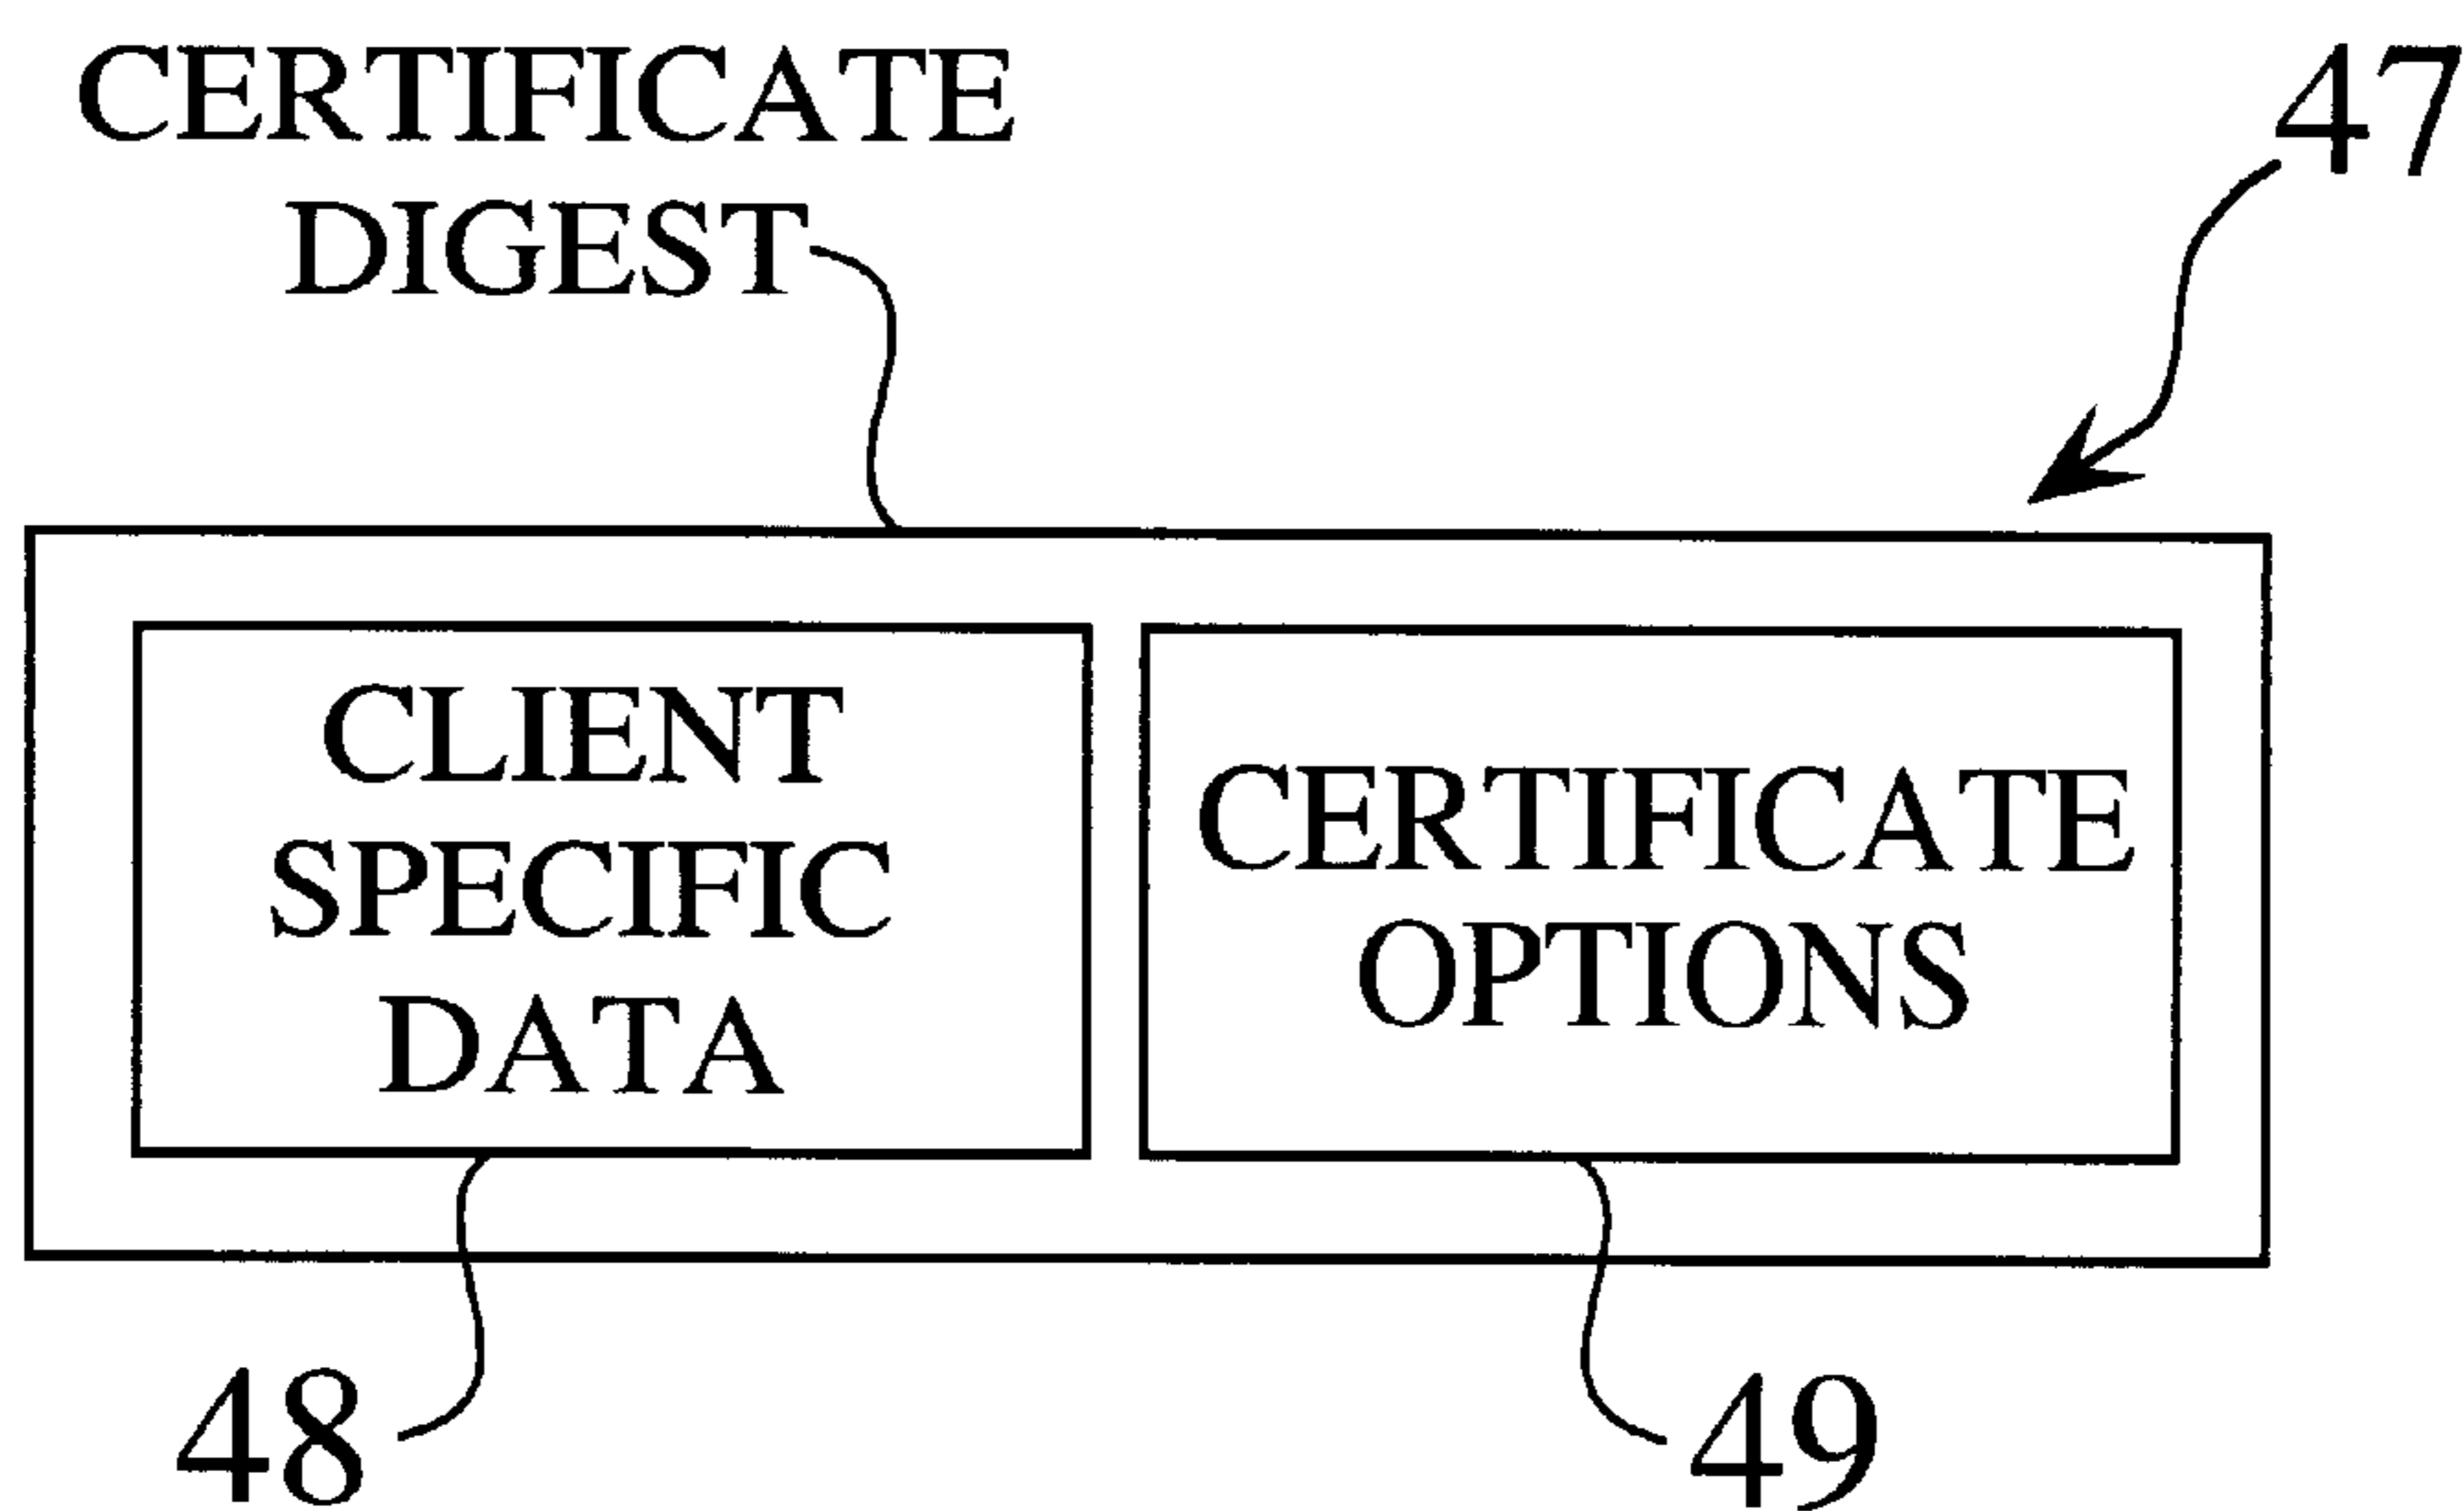 CERTIFICATE
DIGEST
47
CLIENT
SPECIFIC
DATA
CERTIFICATE
OPTIONS
48
49